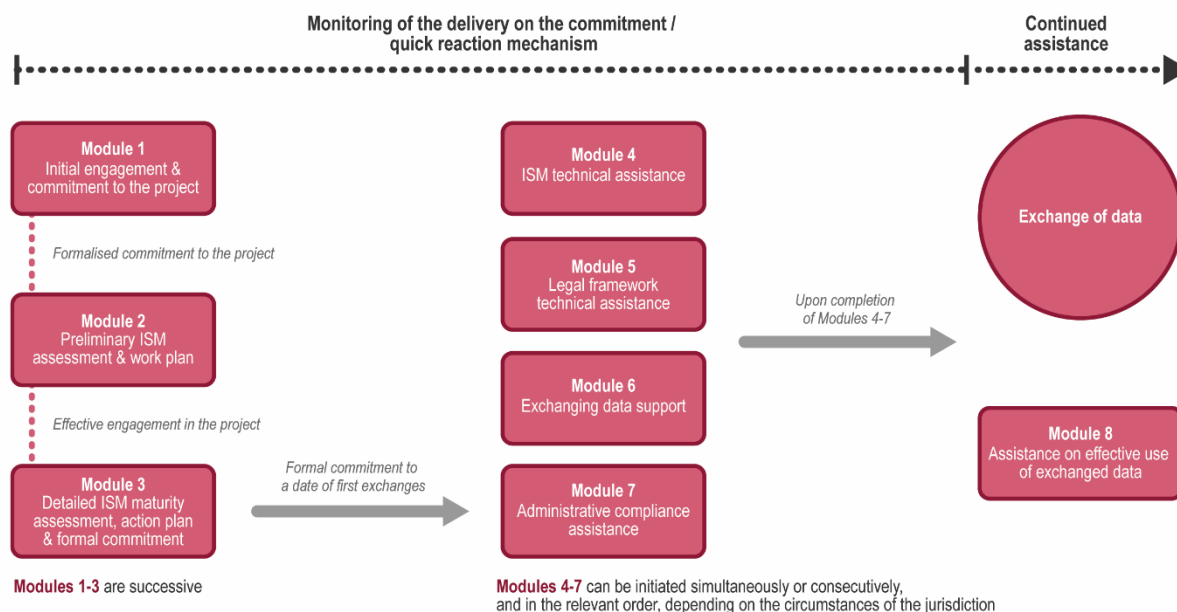 Monitoring of the delivery on the commitment /
quick reaction mechanism
Continued
assistance
Module 1
Initial engagement &
commitment to the project
Formalised commitment to the project
Module 2
Preliminary ISM
assessment & work plan
Effective engagement in the project
Module 3
Detailed ISM maturity
assessment, action plan
& formal commitment
Modules 1-3 are successive
Formal commitment to
a date of first exchanges
Module 4
ISM technical assistance
Module 5
Legal framework
technical assistance
Module 6
Exchanging data support
Module 7
Administrative compliance
assistance
Modules 4-7 can be initiated simultaneously or consecutively,
and in the relevant order, depending on the circumstances of the jurisdiction
Upon completion
of Modules 4-7
Exchange of data
Module 8
Assistance on effective use
of exchanged data